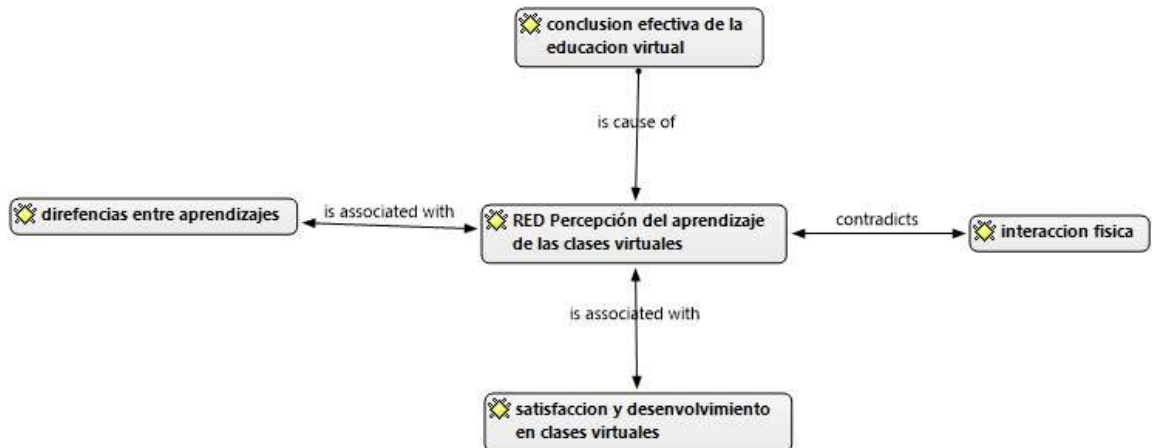 conclusion efectiva de la
educacion virtual
is cause of
direfencias entre aprendizajes
is associated with
RED Percepción del aprendizaje
de las clases virtuales
contradicts
interaccion fisica
is associated with
satisfaccion y desenvolvimiento
en clases virtuales